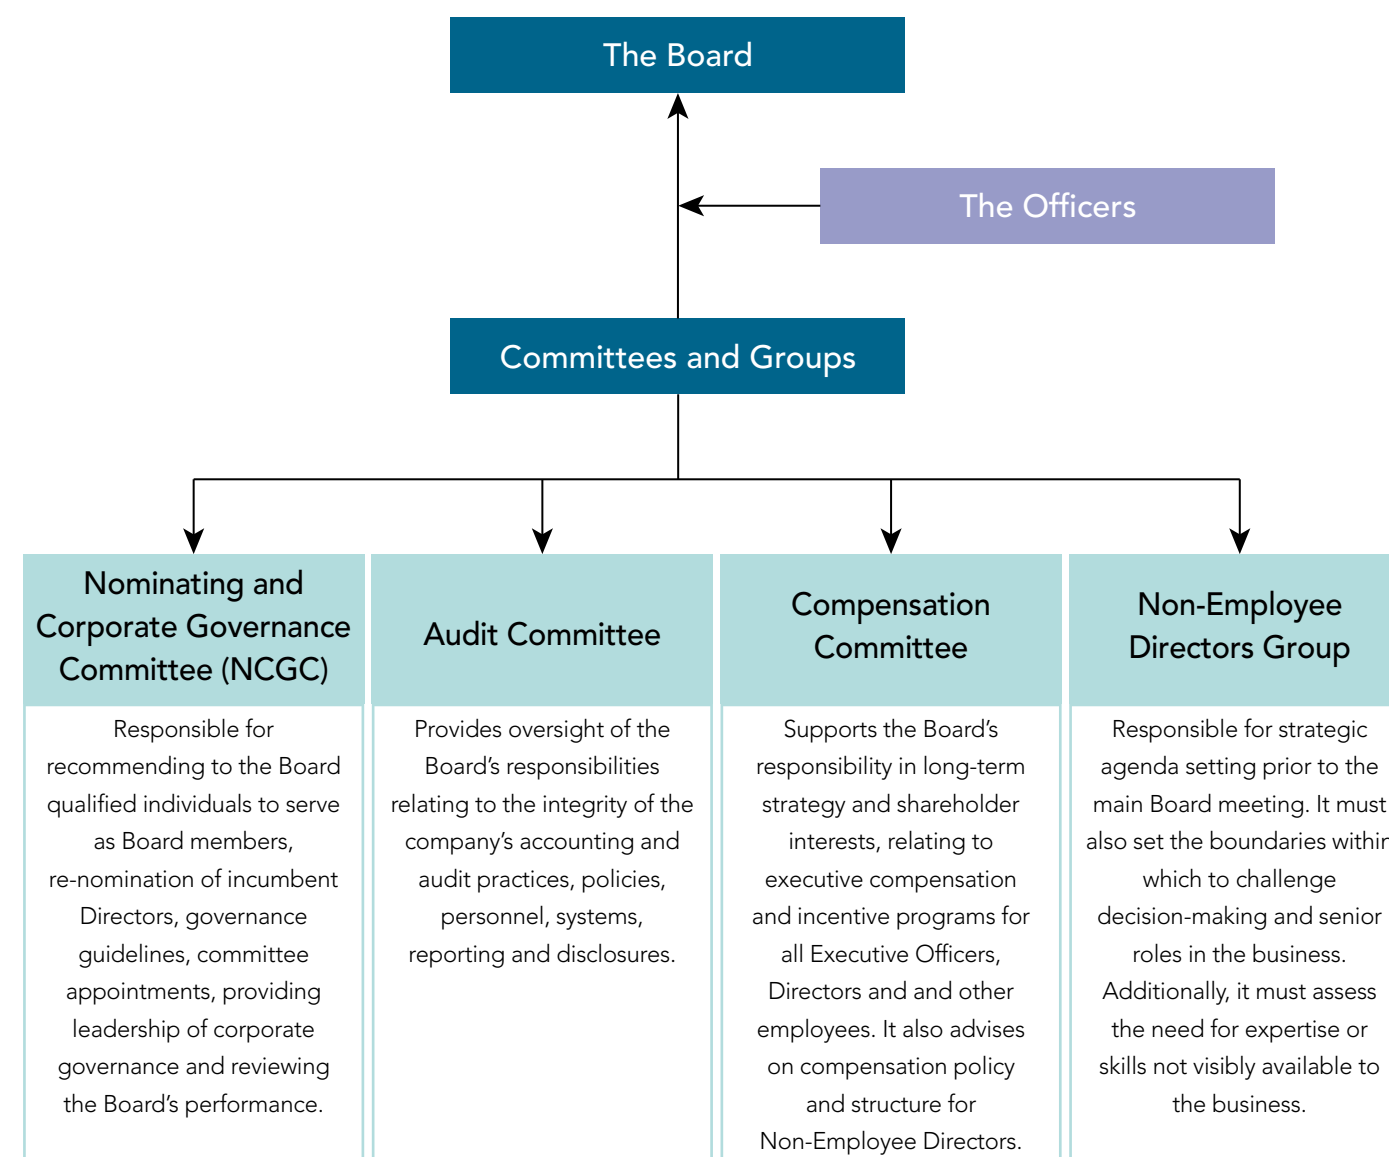 The Board
The Officers
Committees and Groups
Nominating and
Corporate Governance
Committee (NCGC)
Responsible for
recommending to the Board
qualified individuals to serve
as Board members,
re-nomination of incumbent
Directors, governance
guidelines, committee
appointments, providing
leadership of corporate
governance and reviewing
the Board’s performance.
Audit Committee
Provides oversight of the
Board’s responsibilities
relating to the integrity of the
company’s accounting and
audit practices, policies,
personnel, systems,
reporting and disclosures.
Compensation
Committee
Supports the Board’s
responsibility in long-term
strategy and shareholder
interests, relating to
executive compensation
and incentive programs for
all Executive Officers,
Directors and and other
employees. It also advises
on compensation policy
and structure for
Non-Employee Directors.
Non-Employee
Directors Group
Responsible for strategic
agenda setting prior to the
main Board meeting. It must
also set the boundaries within
which to challenge
decision-making and senior
roles in the business.
Additionally, it must assess
the need for expertise or
skills not visibly available to
the business.